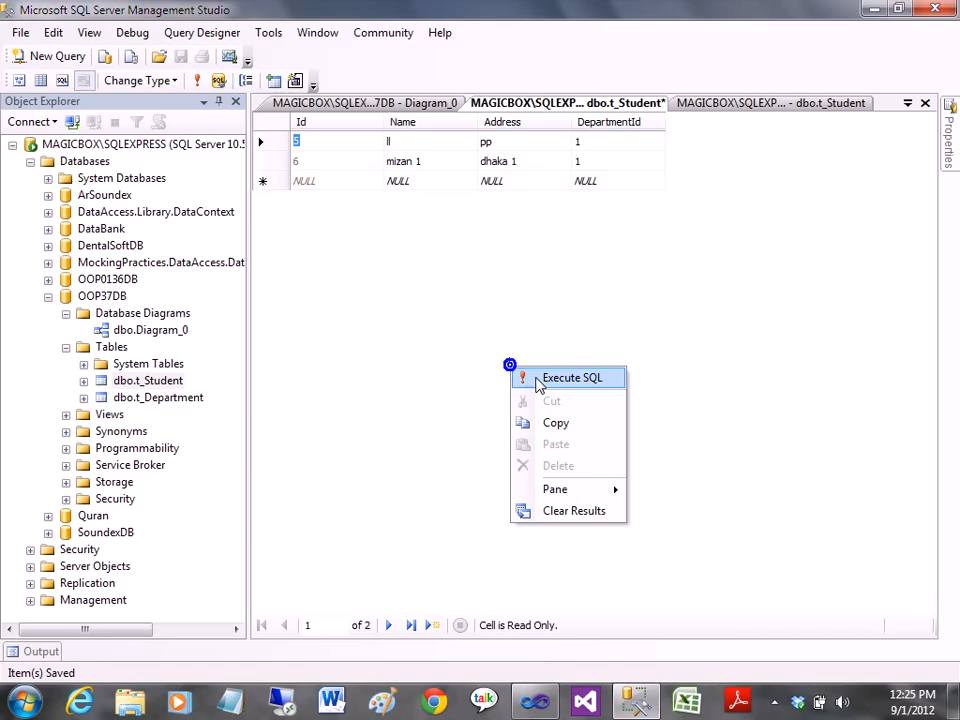 Microsoft SQL Server Management Studio
File Edit View Debug Query Designer Tools Window Community Help
New Query
SQL Change Type
Object Explorer
MAGICBOX\SQLEX...7DB - Diagram_0 MAGICBOX\SQLEXP... dbo.t_Student* MAGICBOX\SQLEXP... - dbo.t_Student
Properties
Connect
Id Name Address DepartmentId
5 ll pp 1
6 mizan 1 dhaka 1 1
NULL NULL NULL NULL
MAGICBOX\SQLEXPRESS (SQL Server 10.5
Databases
System Databases
ArSoundex
DataAccess.Library.DataContext
DataBank
DentalSoftDB
MockingPractices.DataAccess.Dat
OOP0136DB
OOP37DB
Database Diagrams
dbo.Diagram_0
Tables
System Tables
dbo.t_Student
dbo.t_Department
Views
Synonyms
Programmability
Service Broker
Storage
Security
Quran
SoundexDB
Security
Server Objects
Replication
Management
Execute SQL
Cut
Copy
Paste
Delete
Pane
Clear Results
1 of 2 Cell is Read Only.
Output
Item(s) Saved
talk
12:25 PM
9/1/2012